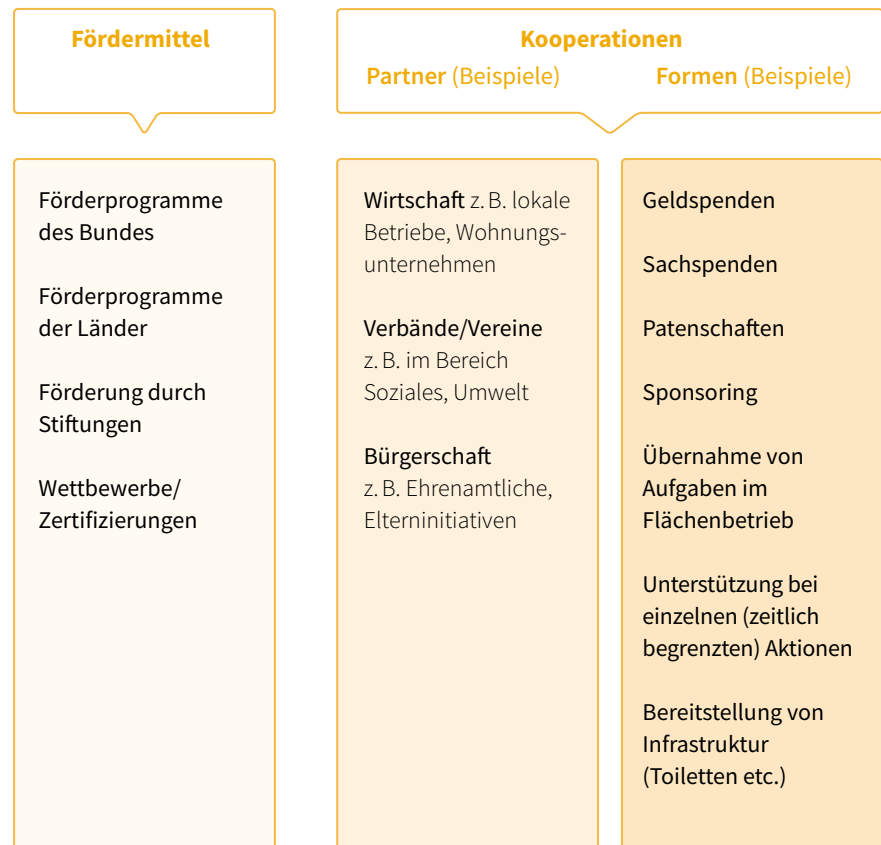 Fördermittel
Kooperationen
Partner (Beispiele)
Formen (Beispiele)
Förderprogramme
des Bundes
Förderprogramme
der Länder
Förderung durch
Stiftungen
Wettbewerbe/
Zertifizierungen
Wirtschaft z. B. lokale
Betriebe, Wohnungs-
unternehmen
Verbände/Vereine
z. B. im Bereich
Soziales, Umwelt
Bürgerschaft
z. B. Ehrenamtliche,
Elterninitiativen
Geldspenden
Sachspenden
Patenschaften
Sponsoring
Übernahme von
Aufgaben im
Flächenbetrieb
Unterstützung bei
einzelnen (zeitlich
begrenzten) Aktionen
Bereitstellung von
Infrastruktur
(Toiletten etc.)